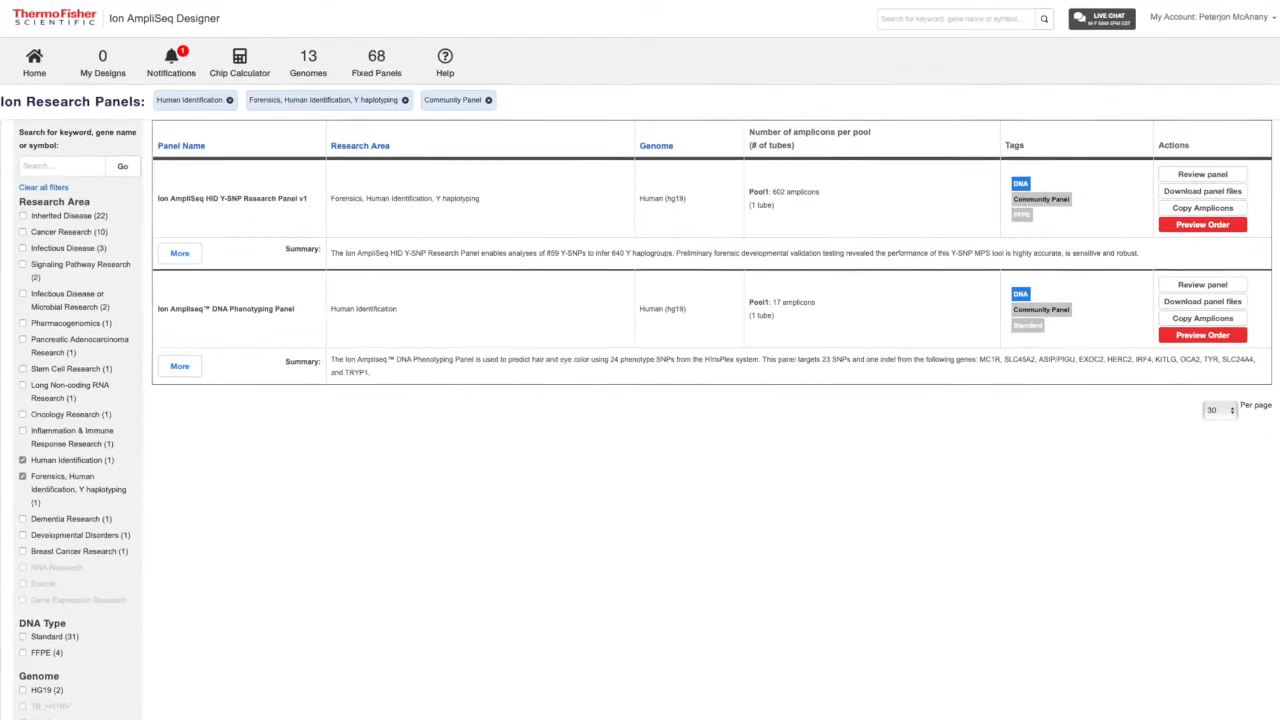 ThermoFisher
SCIENTIFIC
Ion AmpliSeq Designer
Search for keyword, gene name or symbol...
LIVE CHAT
M-F 8AM-5PM EST
My Account: Peterjon McAnany
Home
0
My Designs
1
Notifications
Chip Calculator
13
Genomes
68
Fixed Panels
Help
Ion Research Panels:
Human Identification
Forensics, Human Identification, Y haplotyping
Community Panel
Search for keyword, gene name
or symbol:
Search...
Go
Clear all filters
Research Area
Inherited Disease (22)
Cancer Research (10)
Infectious Disease (3)
Signaling Pathway Research
(2)
Infectious Disease or
Microbial Research (2)
Pharmacogenomics (1)
Pancreatic Adenocarcinoma
Research (1)
Stem Cell Research (1)
Long Non-coding RNA
Research (1)
Oncology Research (1)
Inflammation & Immune
Response Research (1)
Human Identification (1)
Forensics, Human
Identification, Y haplotyping
(1)
Dementia Research (1)
Developmental Disorders (1)
Breast Cancer Research (1)
RNA Research
Exome
Gene Expression Research
DNA Type
Standard (31)
FFPE (4)
Genome
HG19 (2)
TB_H37RV
Panel Name
Research Area
Genome
Number of amplicons per pool
(# of tubes)
Tags
Actions
Ion AmpliSeq HID Y-SNP Research Panel v1
Forensics, Human Identification, Y haplotyping
Human (hg19)
Pool1: 602 amplicons
(1 tube)
DNA
Community Panel
FFPE
Review panel
Download panel files
Copy Amplicons
Preview Order
More
Summary:
The Ion AmpliSeq HID Y-SNP Research Panel enables analyses of 859 Y-SNPs to infer 640 Y haplogroups. Preliminary forensic developmental validation testing revealed the performance of this Y-SNP MPS tool is highly accurate, is sensitive and robust.
Ion Ampliseq™ DNA Phenotyping Panel
Human Identification
Human (hg19)
Pool1: 17 amplicons
(1 tube)
DNA
Community Panel
Standard
Review panel
Download panel files
Copy Amplicons
Preview Order
More
Summary:
The Ion Ampliseq™ DNA Phenotyping Panel is used to predict hair and eye color using 24 phenotype SNPs from the HIrisPlex system. This panel targets 23 SNPs and one indel from the following genes: MC1R, SLC45A2, ASIP/PIGU, EXOC2, HERC2, IRF4, KITLG, OCA2, TYR, SLC24A4,
and TRYP1.
30
Per page